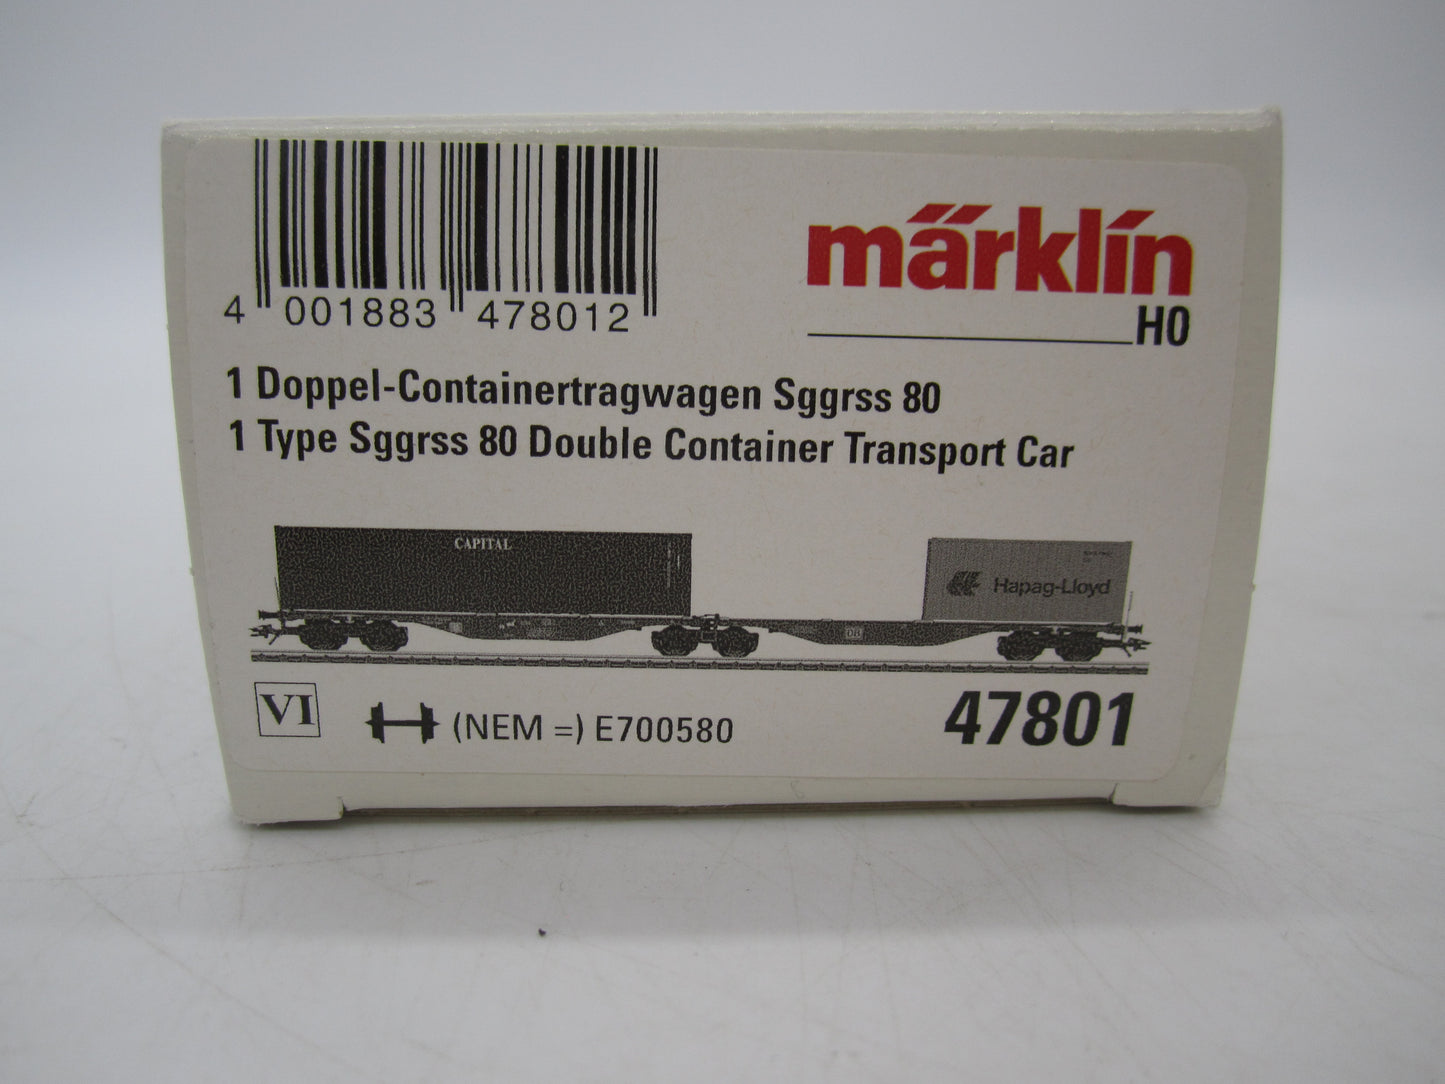 4 001883 478012
märklin
H0
1 Doppel-Containertragwagen Sggrss 80
1 Type Sggrss 80 Double Container Transport Car
CAPITAL
Hapag-Lloyd
DB
VI
(NEM =) E700580
47801